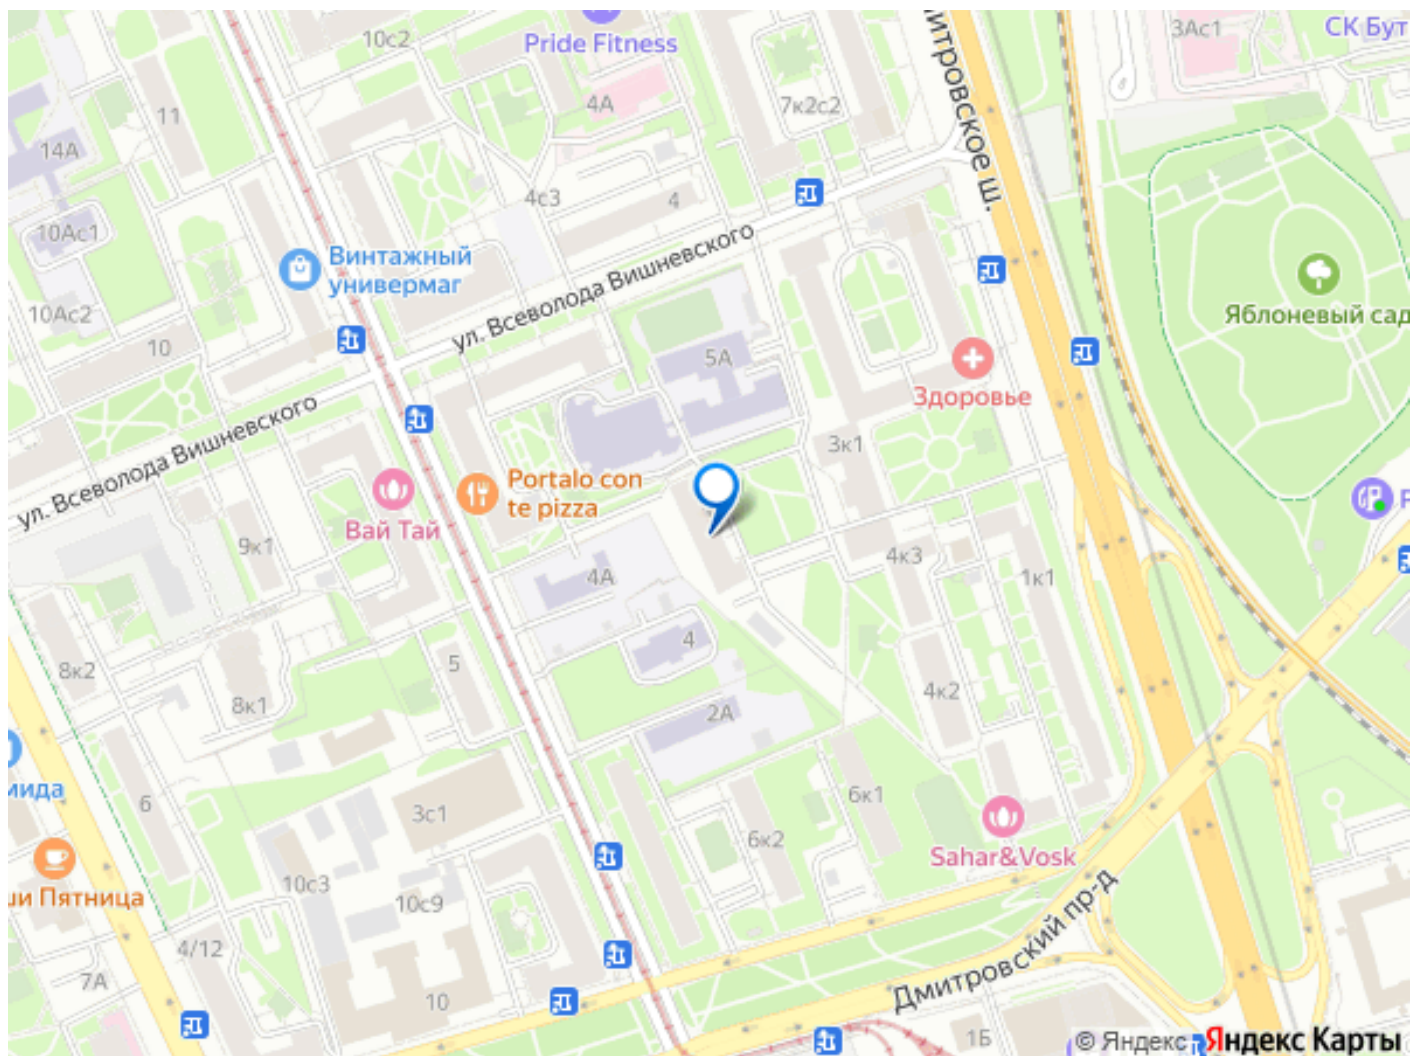 10с2
Pride Fitness
3Ас1
СК Бут
4А
7к2с2
митровское ш.
11
14А
4с3
4
10Ас1
Винтажный
универмаг
ул. Всеволода Вишневского
Яблоневый сад
10Ас2
10
5А
Здоровье
ул. Всеволода Вишневского
3к1
Portalo con
te pizza
Вай Тай
9к1
4А
4к3
1к1
4
5
8к2
8к1
4к2
2А
мида
6
3с1
6к1
6к2
Sahar&Vosk
10с3
10с9
ши Пятница
4/12
7А
10
Дмитровский пр-д
1Б
© Яндекс
Яндекс Карты